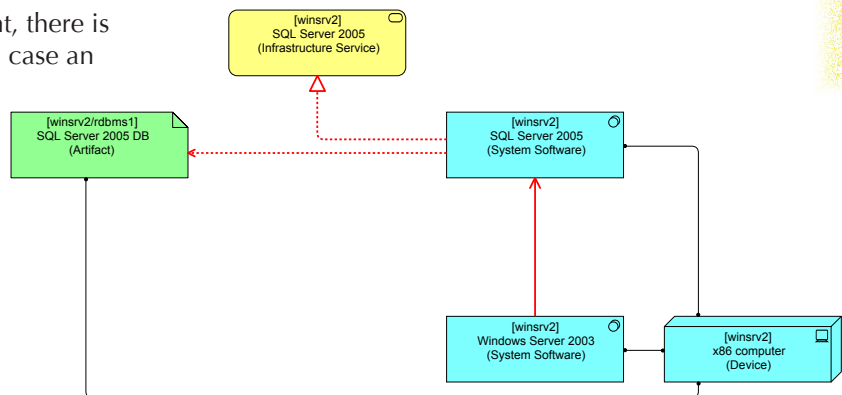 nt, there is
case an
[winsrv2]
SQL Server 2005
(Infrastructure Service)
[winsrv2/rdbms1]
SQL Server 2005 DB
(Artifact)
[winsrv2]
SQL Server 2005
(System Software)
[winsrv2]
Windows Server 2003
(System Software)
[winsrv2]
x86 computer
(Device)